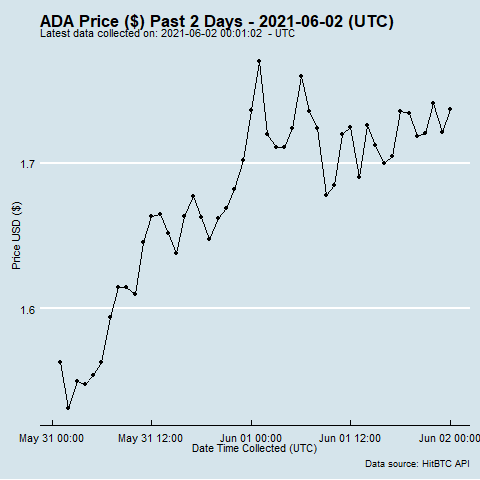 ADA Price ($) Past 2 Days - 2021-06-02 (UTC)
Latest data collected on: 2021-06-02 00:01:02 - UTC
1.7
1.6
Price USD ($)
May 31 00:00
May 31 12:00
Jun 01 00:00
Jun 01 12:00
Jun 02 00:00
Date Time Collected (UTC)
Data source: HitBTC API